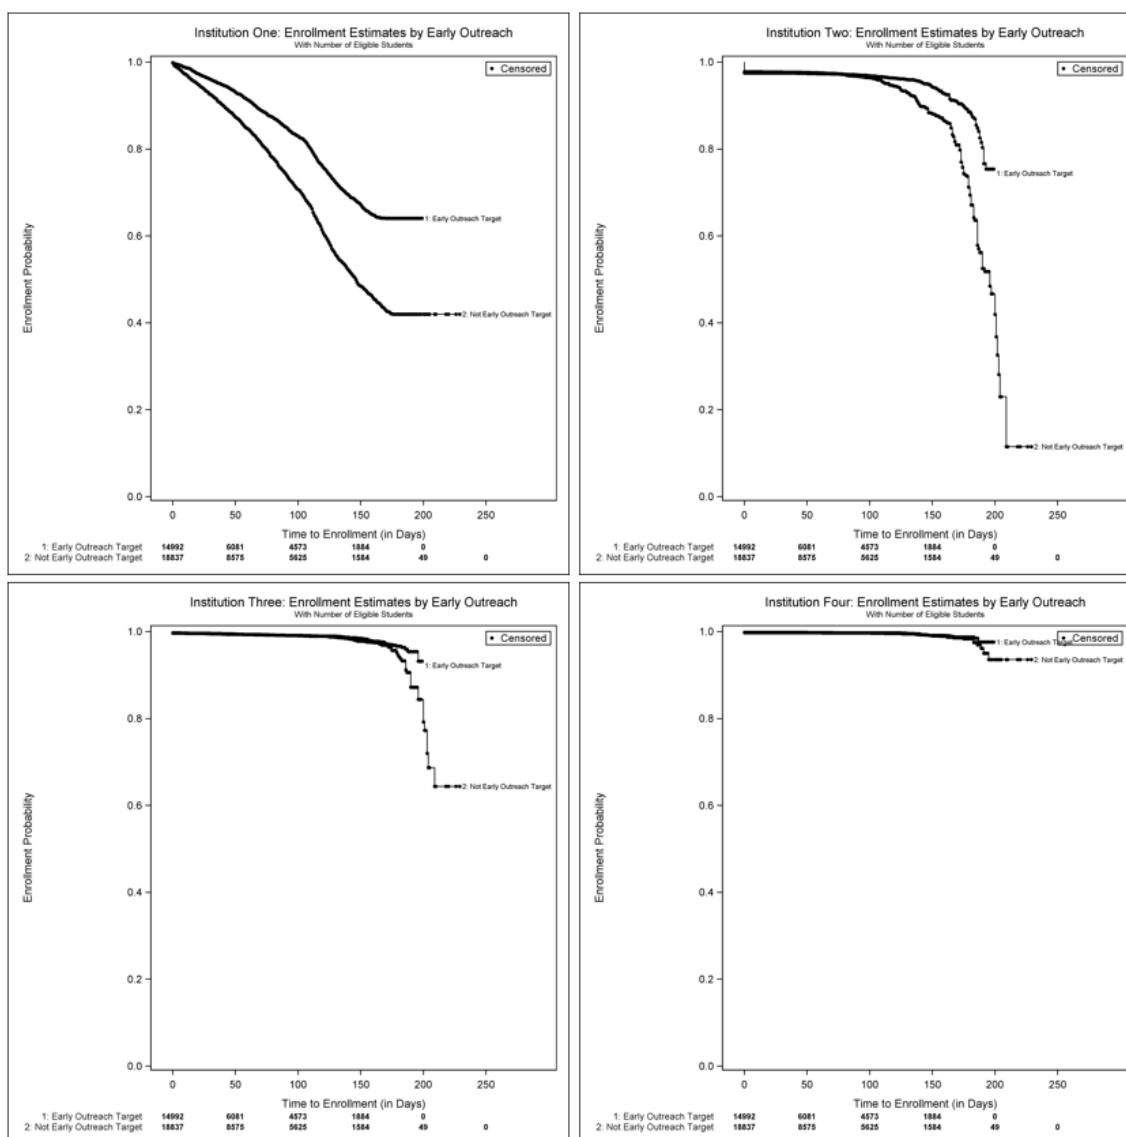 Institution One: Enrollment Estimates by Early Outreach
With Number of Eligible Students
Censored
1.0
0.8
0.6
0.4
0.2
0.0
Enrollment Probability
1: Early Outreach Target
2: Not Early Outreach Target
0 50 100 150 200 250
Time to Enrollment (in Days)
1: Early Outreach Target 14992 6081 4573 1884 0
2: Not Early Outreach Target 18837 8575 5625 1584 49 0
Institution Two: Enrollment Estimates by Early Outreach
With Number of Eligible Students
Censored
1.0
0.8
0.6
0.4
0.2
0.0
Enrollment Probability
1: Early Outreach Target
2: Not Early Outreach Target
0 50 100 150 200 250
Time to Enrollment (in Days)
1: Early Outreach Target 14992 6081 4573 1884 0
2: Not Early Outreach Target 18837 8575 5625 1584 49 0
Institution Three: Enrollment Estimates by Early Outreach
With Number of Eligible Students
Censored
1.0
0.8
0.6
0.4
0.2
0.0
Enrollment Probability
1: Early Outreach Target
2: Not Early Outreach Target
0 50 100 150 200 250
Time to Enrollment (in Days)
1: Early Outreach Target 14992 6081 4573 1884 0
2: Not Early Outreach Target 18837 8575 5625 1584 49 0
Institution Four: Enrollment Estimates by Early Outreach
With Number of Eligible Students
Censored
1.0
0.8
0.6
0.4
0.2
0.0
Enrollment Probability
1: Early Outreach Target
2: Not Early Outreach Target
0 50 100 150 200 250
Time to Enrollment (in Days)
1: Early Outreach Target 14992 6081 4573 1884 0
2: Not Early Outreach Target 18837 8575 5625 1584 49 0